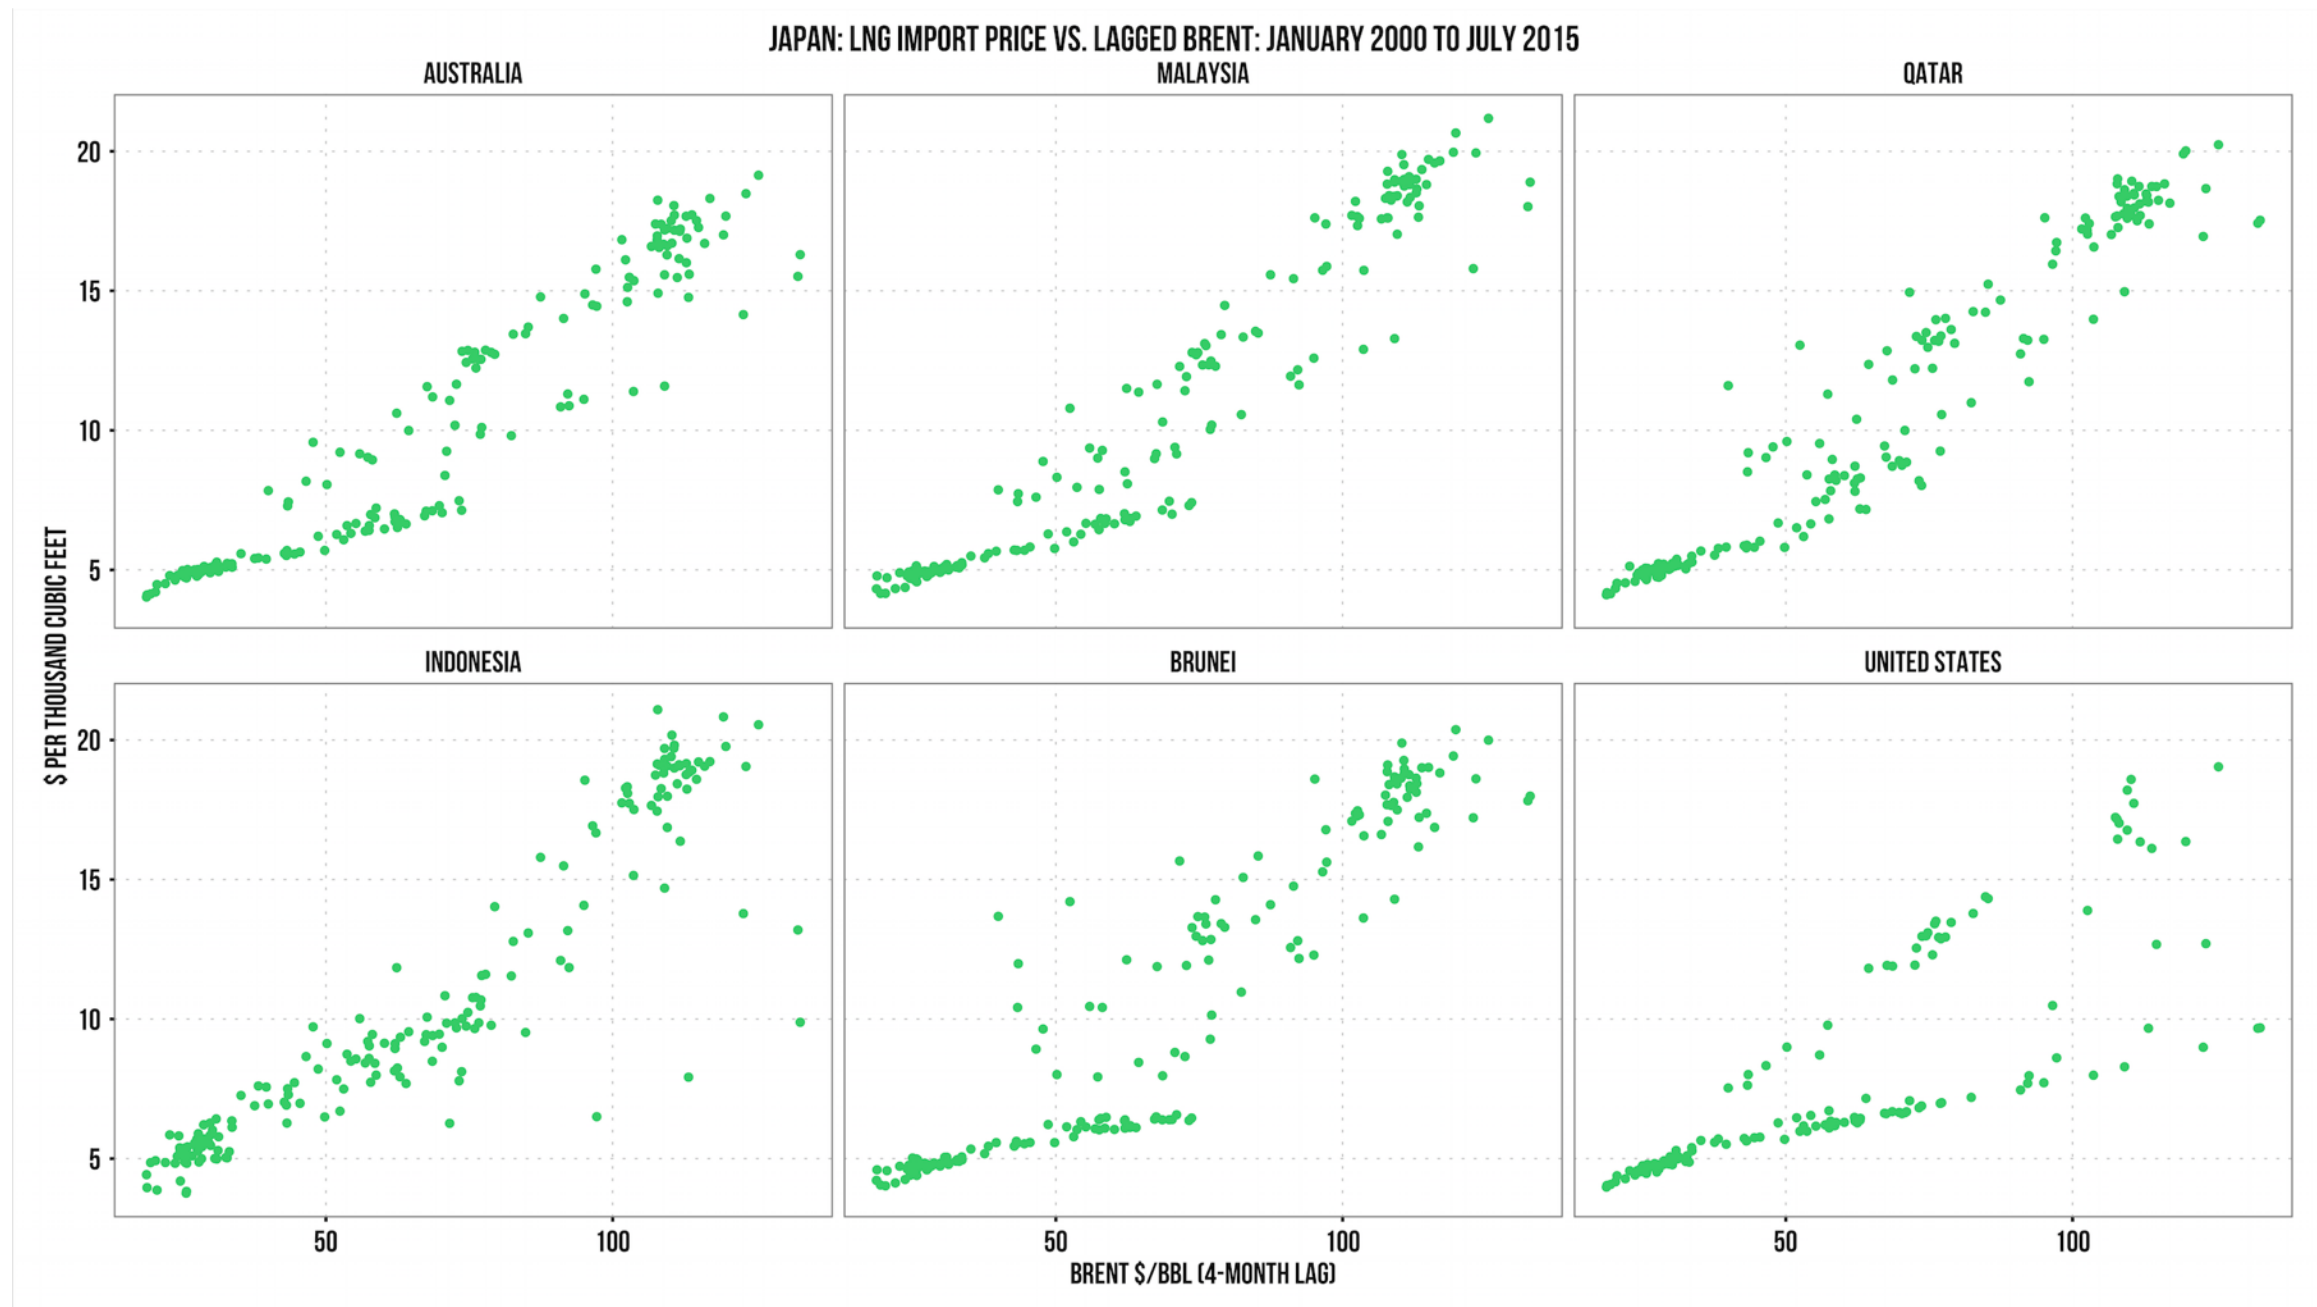 JAPAN: LNG IMPORT PRICE VS. LAGGED BRENT: JANUARY 2000 TO JULY 2015
AUSTRALIA
MALAYSIA
QATAR
20
15
10
5
$ PER THOUSAND CUBIC FEET
INDONESIA
BRUNEI
UNITED STATES
20
15
10
5
50
100
50
100
50
100
BRENT $/BBL (4-MONTH LAG)